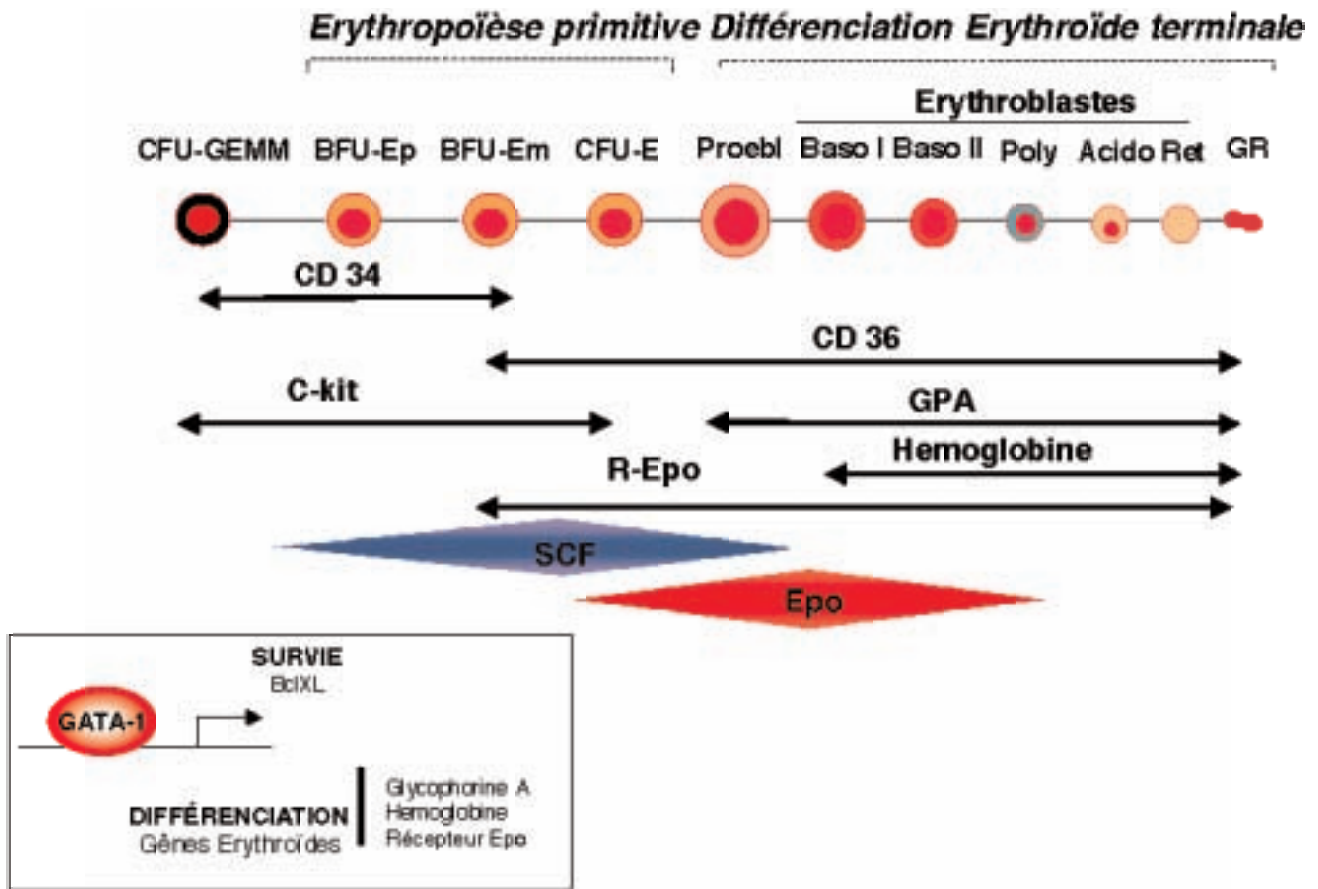 Erythropoïèse primitive Différenciation Erythroïde terminale
Erythroblastes
CFU-GEMM BFU-Ep BFU-Em CFU-E Proebl Baso I Baso II Poly Acido Ret GR
CD 34
CD 36
C-kit
GPA
Hemoglobine
R-Epo
SCF
Epo
SURVIE
BclXL
GATA-1
Glycophorine A
DIFFÉRENCIATION
Hemoglobine
Gênes Erythroïdes
Récepteur Epo